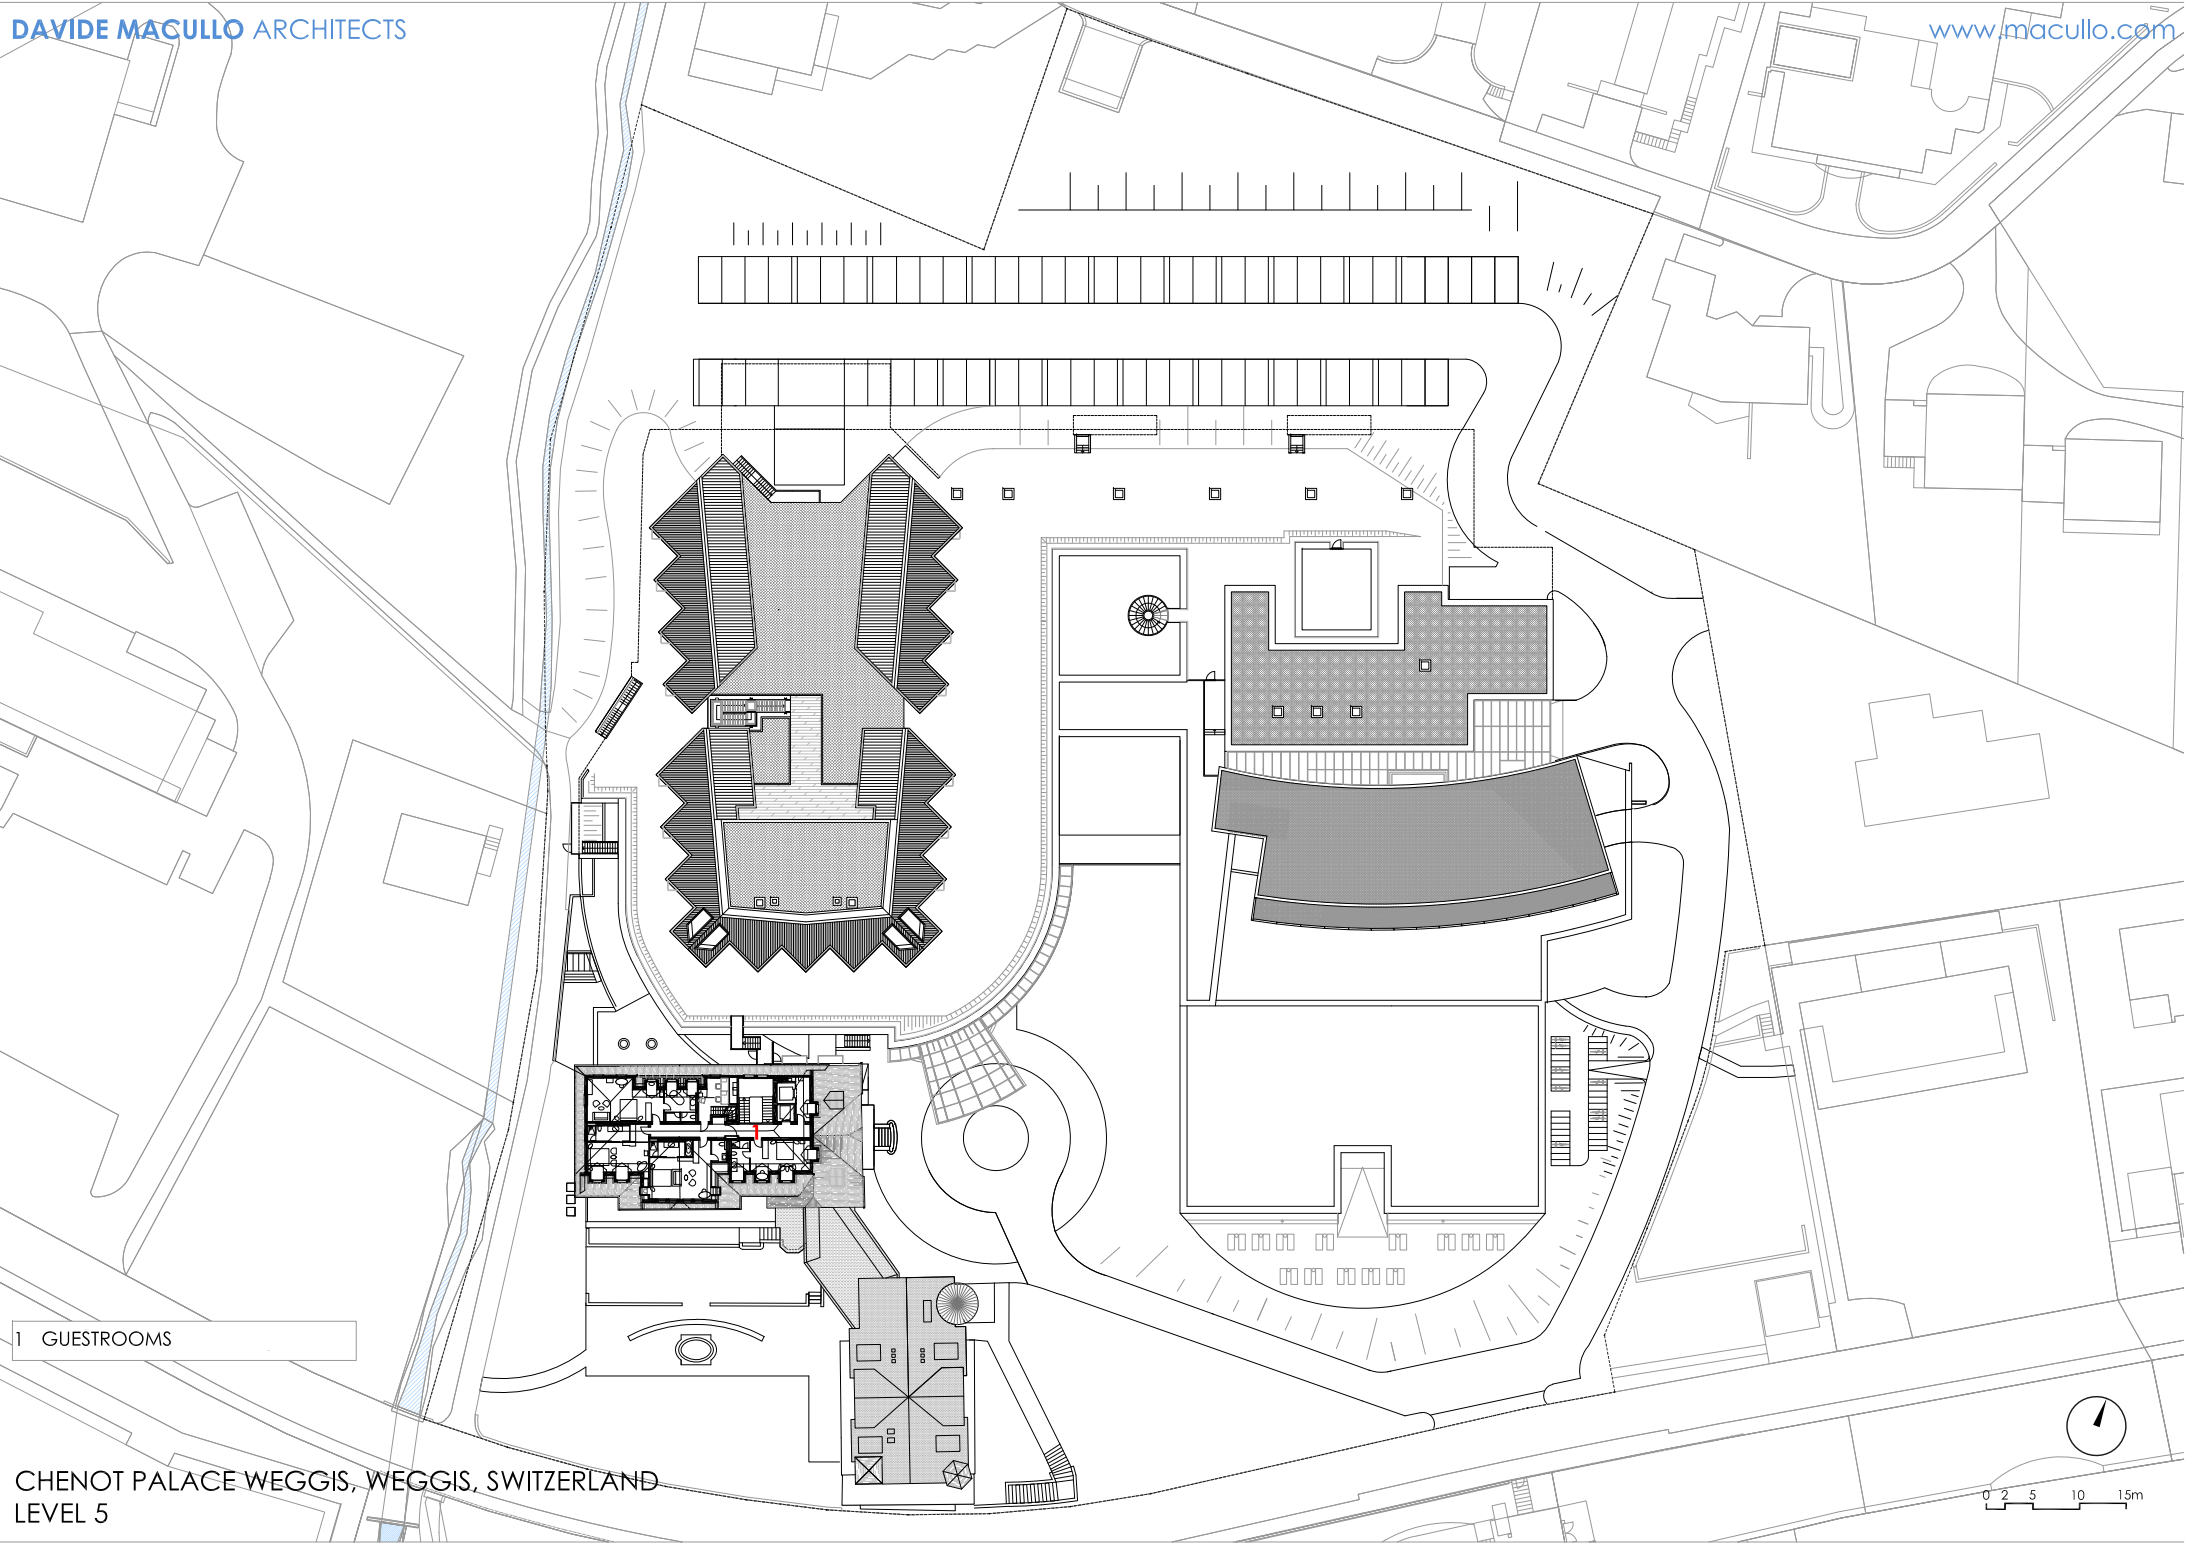 DAVIDE MACULLO ARCHITECTS
www.macullo.com
1
1 GUESTROOMS
CHENOT PALACE WEGGIS, WEGGIS, SWITZERLAND
LEVEL 5
0 2 5 10 15m